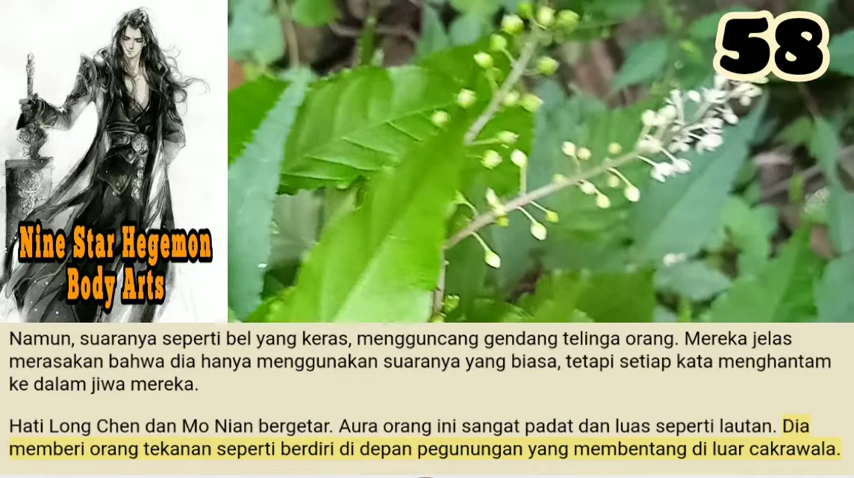 58
Nine Star Hegemon
Body Arts
Namun, suaranya seperti bel yang keras, mengguncang gendang telinga orang. Mereka jelas
merasakan bahwa dia hanya menggunakan suaranya yang biasa, tetapi setiap kata menghantam
ke dalam jiwa mereka.
Hati Long Chen dan Mo Nian bergetar. Aura orang ini sangat padat dan luas seperti lautan. Dia
memberi orang tekanan seperti berdiri di depan pegunungan yang membentang di luar cakrawala.